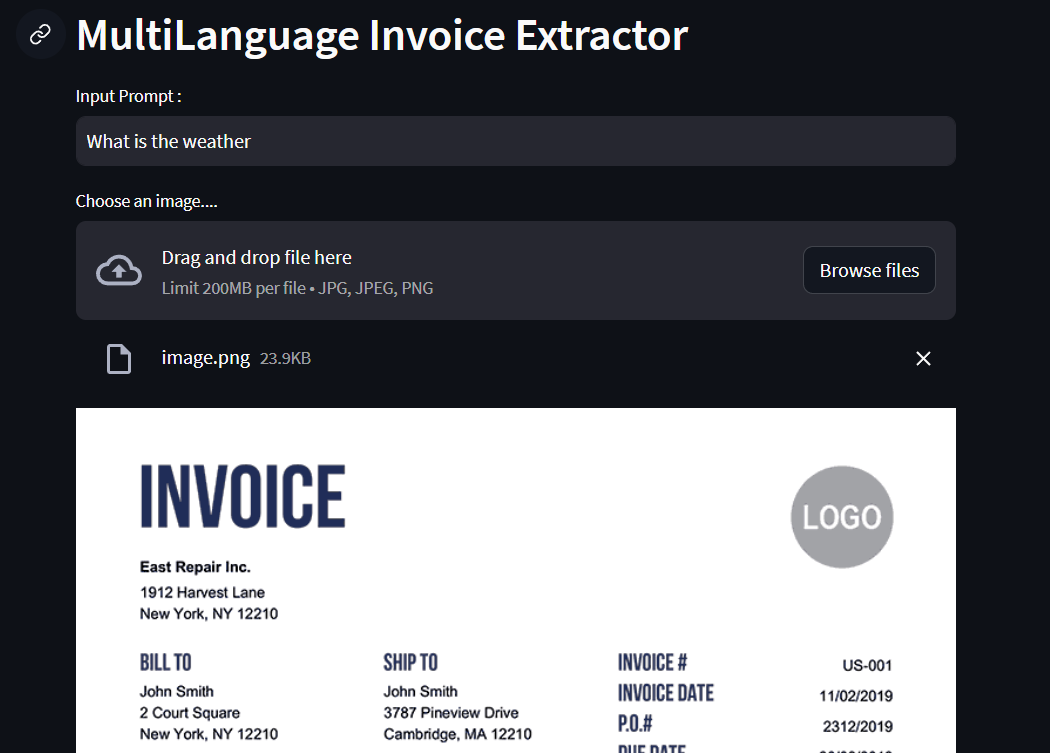 MultiLanguage Invoice Extractor
Input Prompt :
What is the weather
Choose an image....
Drag and drop file here
Limit 200MB per file • JPG, JPEG, PNG
Browse files
image.png 23.9KB
INVOICE
LOGO
East Repair Inc.
1912 Harvest Lane
New York, NY 12210
BILL TO
John Smith
2 Court Square
New York, NY 12210
SHIP TO
John Smith
3787 Pineview Drive
Cambridge, MA 12210
INVOICE # US-001
INVOICE DATE 11/02/2019
P.O.# 2312/2019
DUE DATE